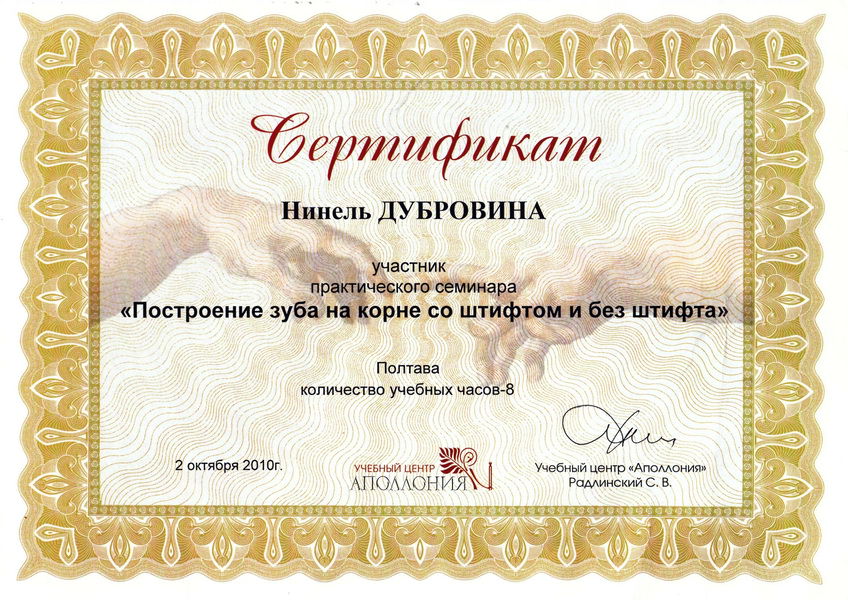 Сертификат
Нинель ДУБРОВИНА
участник
практического семинара
«Построение зуба на корне со штифтом и без штифта»
Полтава
количество учебных часов-8
2 октября 2010г.
УЧЕБНЫЙ ЦЕНТР
АПОЛЛОНИЯ
Учебный центр «Аполлония»
Радлинский С. В.